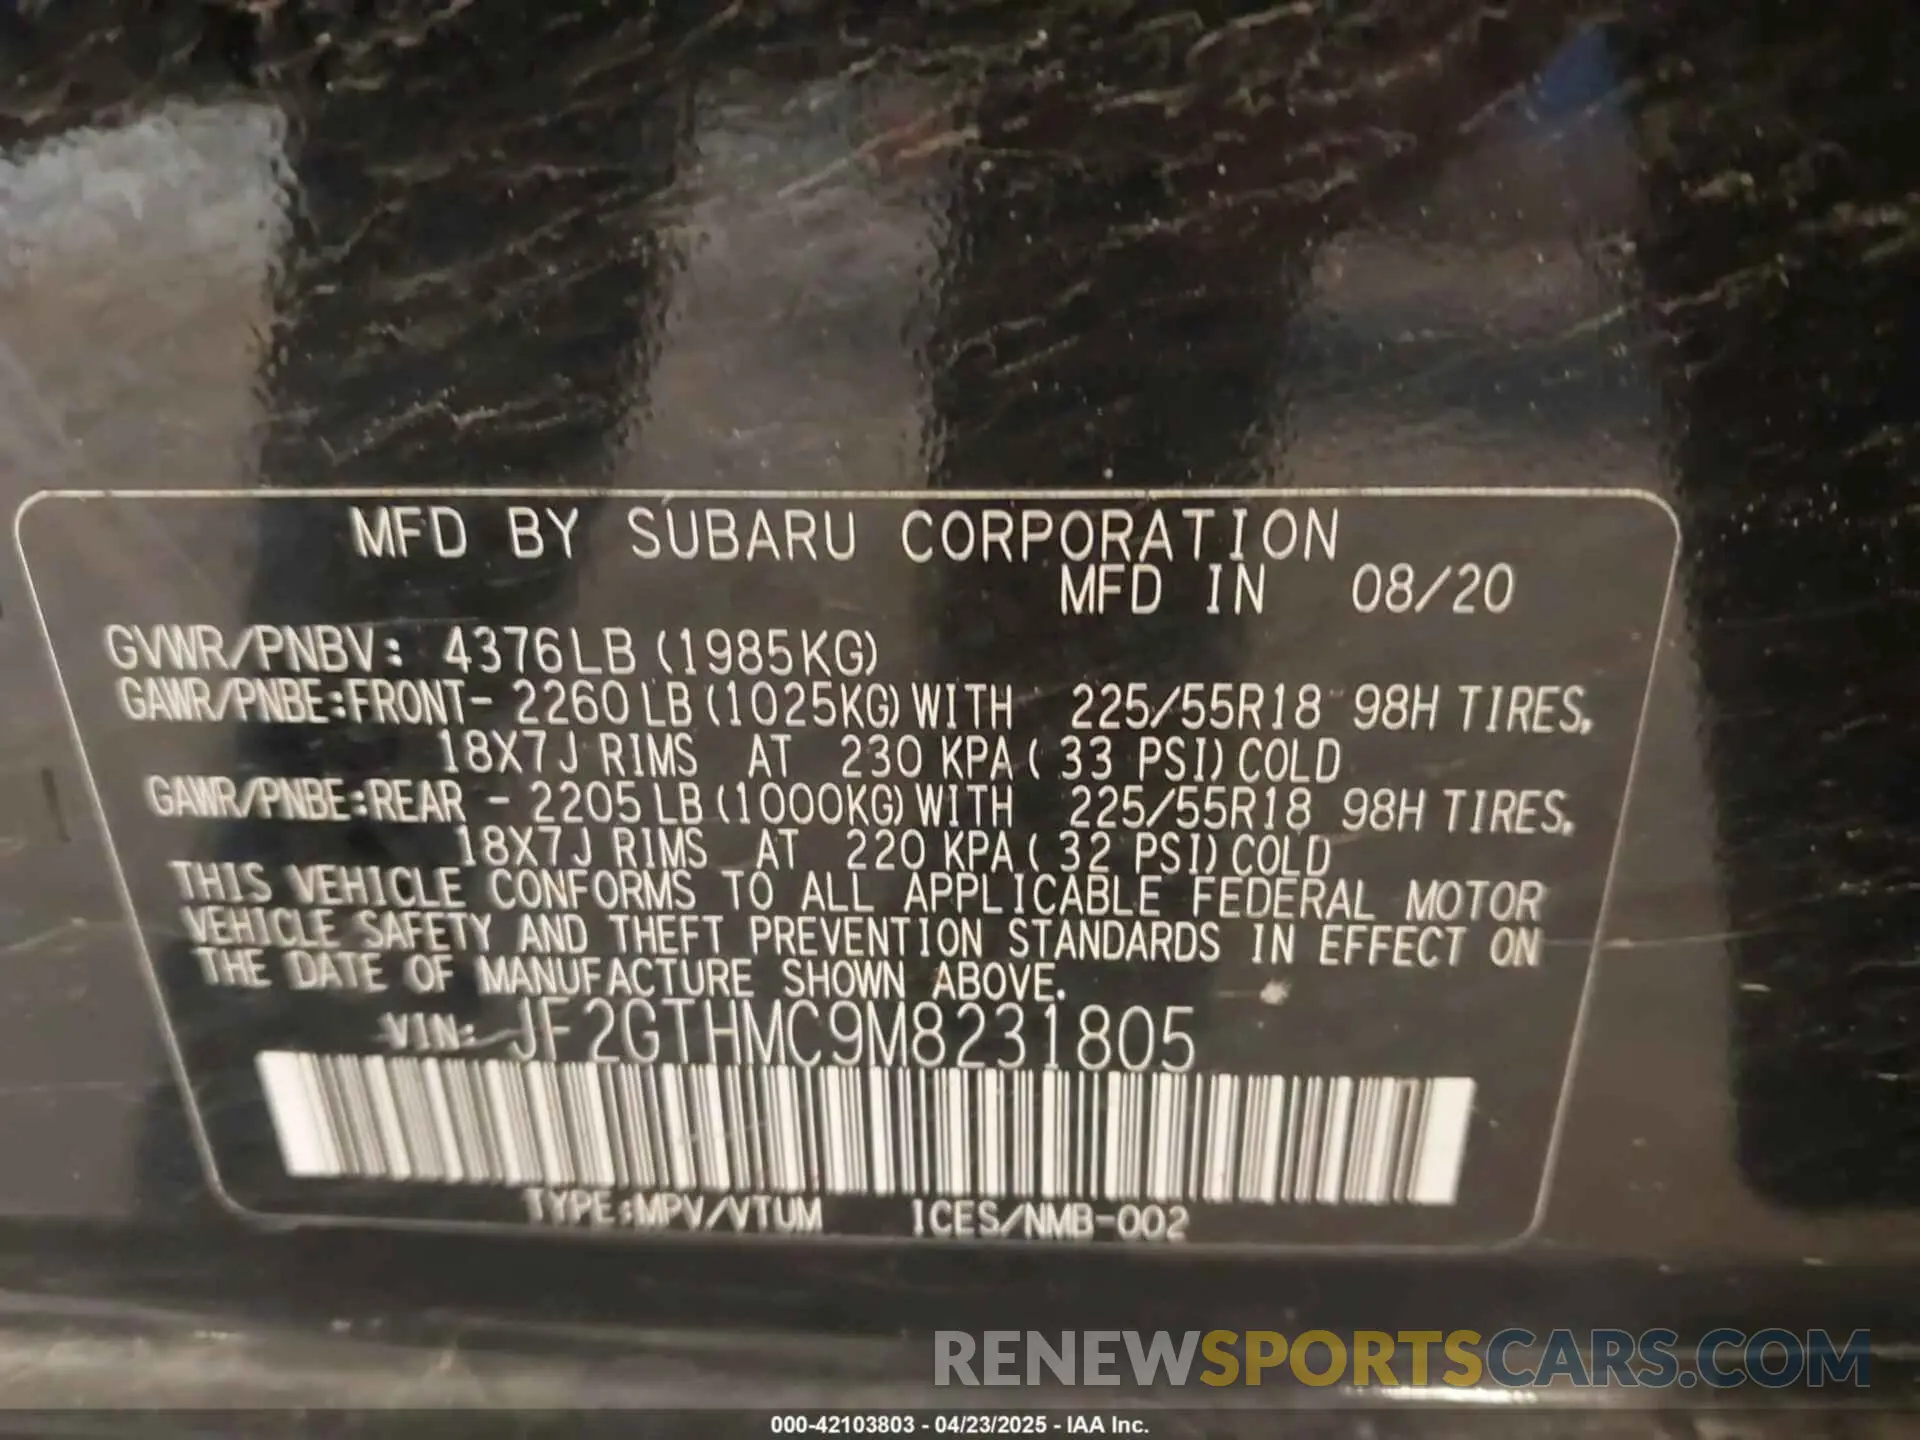 MFD BY SUBARU CORPORATION
MFD IN 08/20
GVWR/PNBV: 4376LB (1985KG)
GAWR/PNBE:FRONT- 2260 LB (1025KG) WITH 225/55R18 98H TIRES,
18X7J RIMS AT 230 KPA ( 33 PSI) COLD
GAWR/PNBE:REAR - 2205 LB (1000KG) WITH 225/55R18 98H TIRES,
18X7J RIMS AT 220 KPA ( 32 PSI) COLD
THIS VEHICLE CONFORMS TO ALL APPLICABLE FEDERAL MOTOR
VEHICLE SAFETY AND THEFT PREVENTION STANDARDS IN EFFECT ON
THE DATE OF MANUFACTURE SHOWN ABOVE.
VIN: JF2GTHMC9M8231805
TYPE:MPV/VTUM ICES/NMB-002
RENEWSPORTSCARS.COM
000-42103803 - 04/23/2025 - IAA Inc.